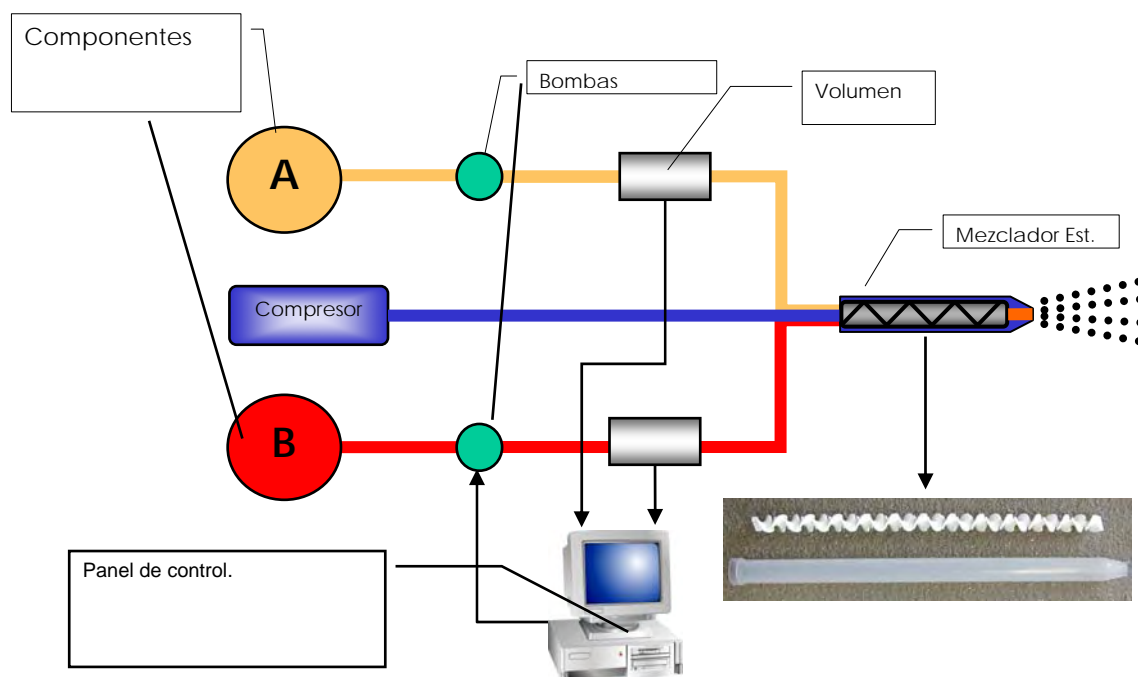 Componentes
Bombas
Volumen
A
Mezclador Est.
Compresor
B
Panel de control.